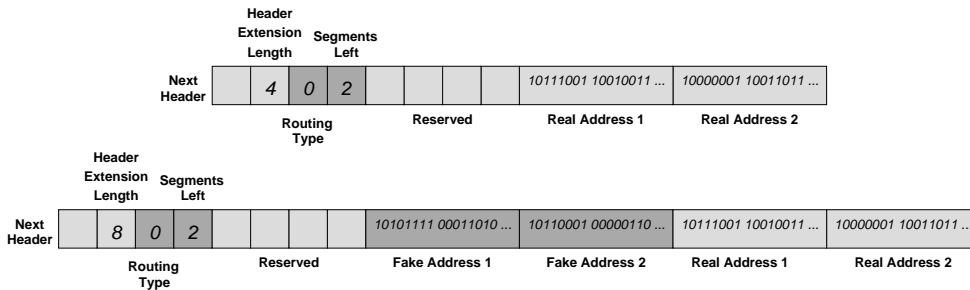 Header
Extension Segments
Length Left
Next
Header
4 0 2 10111001 10010011 ... 10000001 10011011 ...
Routing
Type
Reserved Real Address 1 Real Address 2
Header
Extension Segments
Length Left
Next
Header
8 0 2 10101111 00011010 ... 10110001 00000110 ... 10111001 10010011 ... 10000001 10011011 ...
Routing
Type
Reserved Fake Address 1 Fake Address 2 Real Address 1 Real Address 2